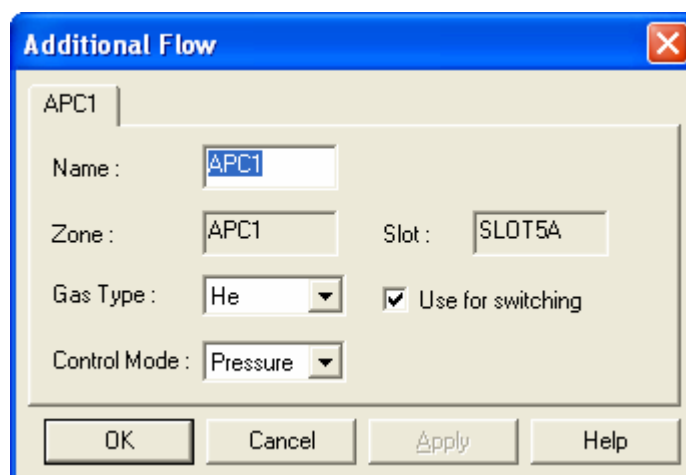 Additional Flow
APC1
Name : APC1
Zone : APC1 Slot : SLOT5A
Gas Type : He Use for switching
Control Mode : Pressure
OK Cancel Apply Help